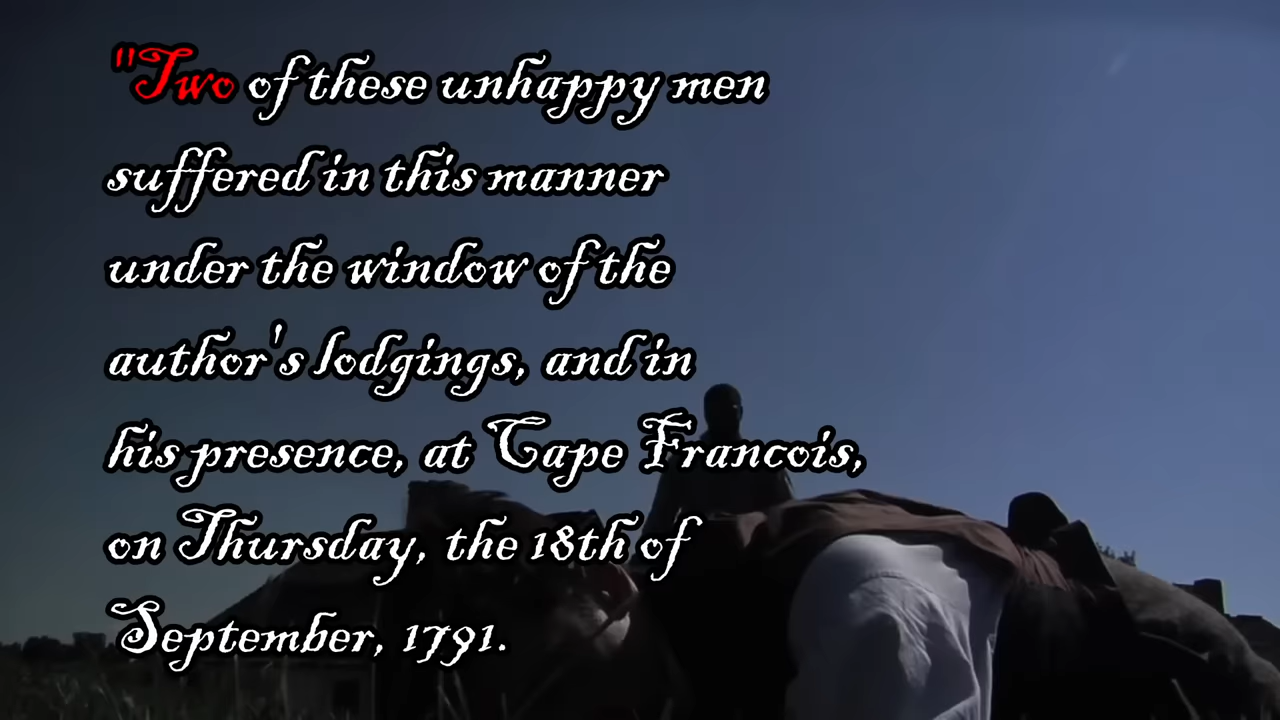 "Two of these unhappy men
suffered in this manner
under the window of the
author's lodgings, and in
his presence, at Cape Francois,
on Thursday, the 18th of
September, 1791.